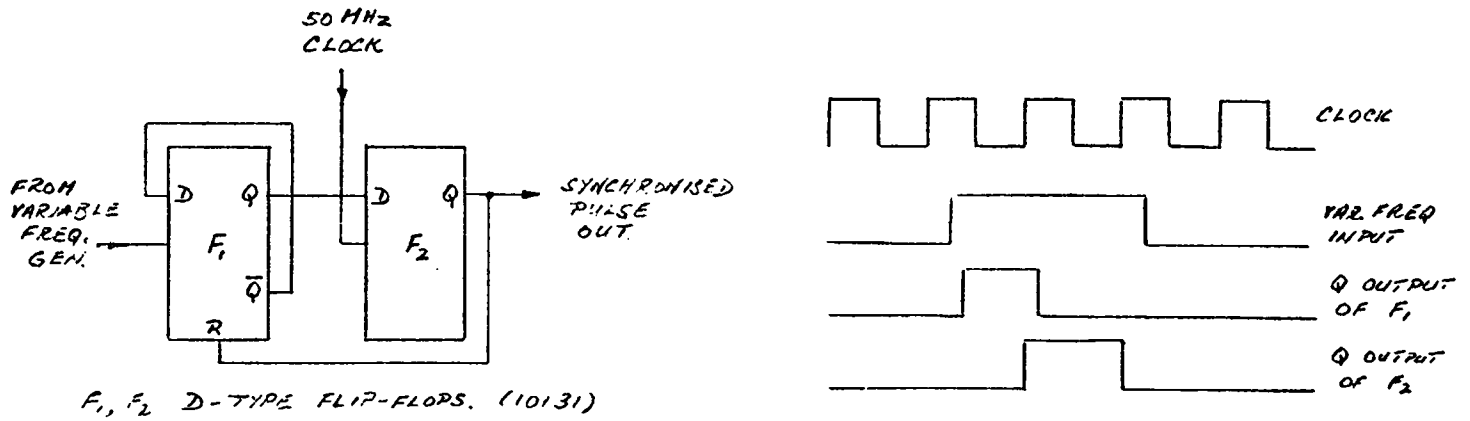 50 MHz
CLOCK
FROM
VARIABLE
FREQ.
GEN.
D
Q
F1
Q̅
R
D
Q
F2
SYNCHRONISED
PULSE
OUT.
F1, F2 D-TYPE FLIP-FLOPS. (10131)
CLOCK
VAR. FREQ
INPUT
Q OUTPUT
OF F1
Q OUTPUT
OF F2